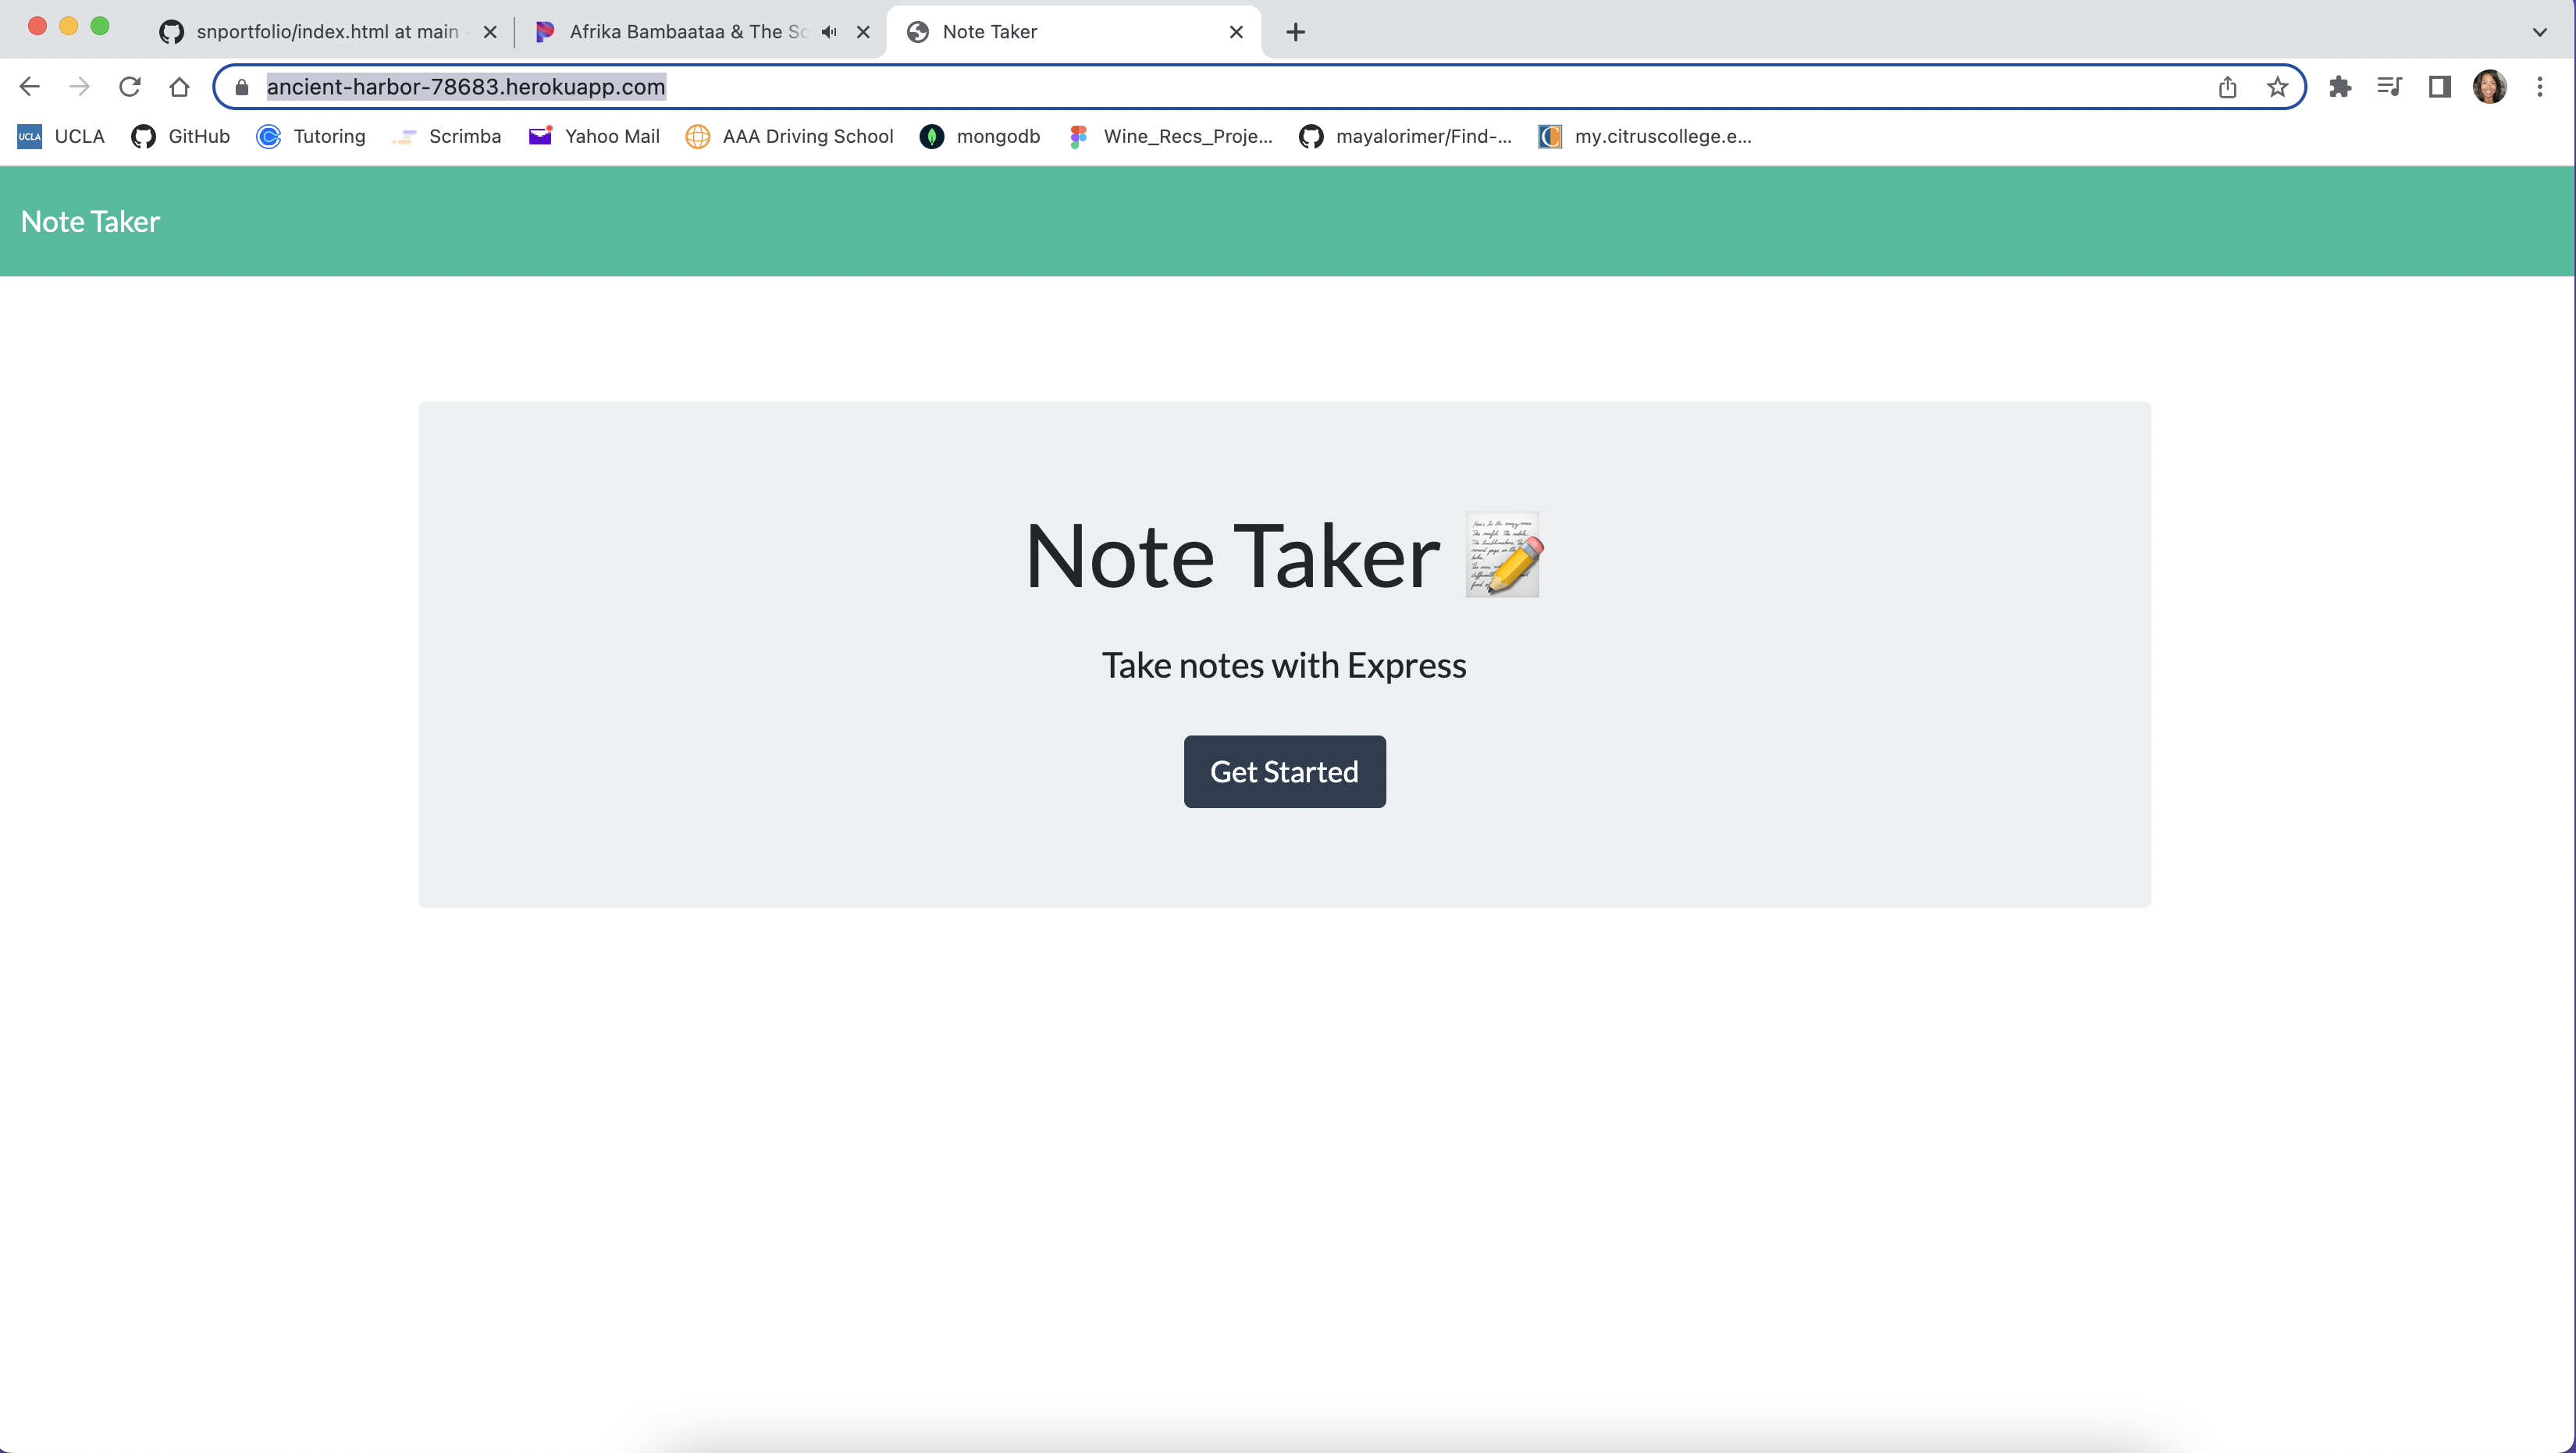 snportfolio/index.html at main
Afrika Bambaataa & The So
Note Taker
ancient-harbor-78683.herokuapp.com
UCLA UCLA GitHub Tutoring Scrimba Yahoo Mail AAA Driving School mongodb Wine_Recs_Proje... mayalorimer/Find-... my.citruscollege.e...
Note Taker
Note Taker
Take notes with Express
Get Started